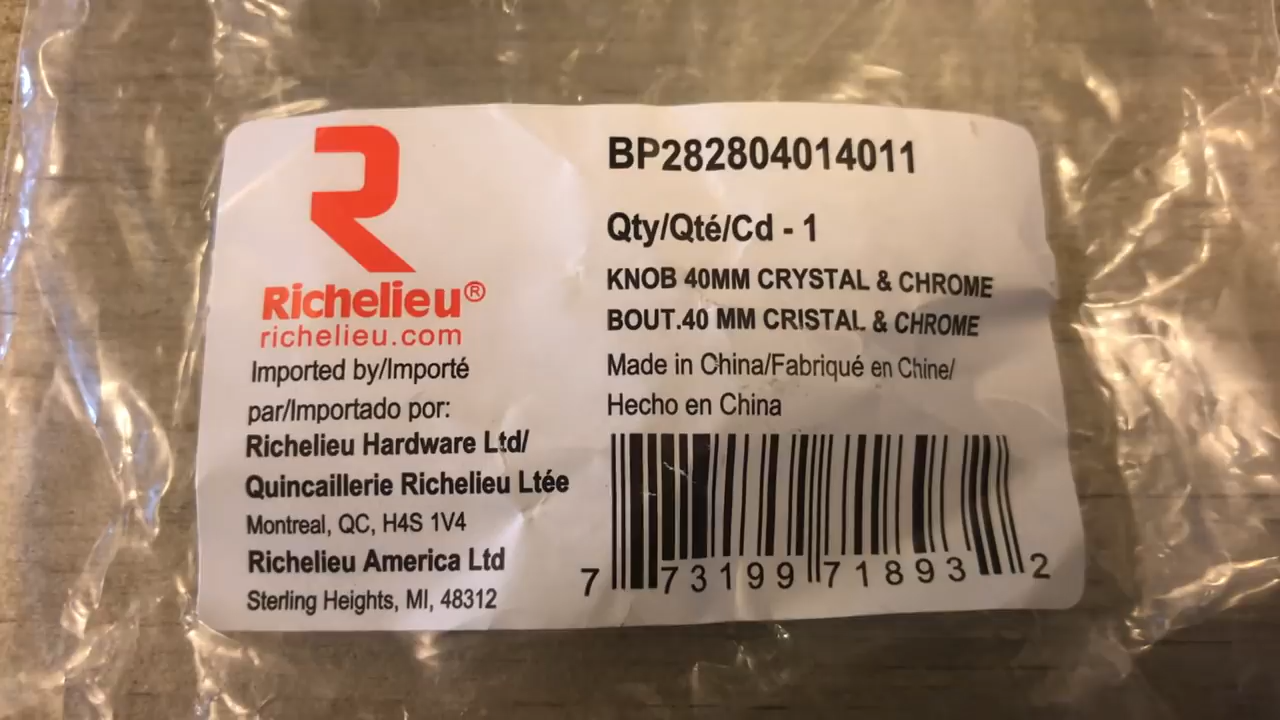 R
Richelieu®
richelieu.com
Imported by/Importé
par/Importado por:
Richelieu Hardware Ltd/
Quincaillerie Richelieu Ltée
Montreal, QC, H4S 1V4
Richelieu America Ltd
Sterling Heights, MI, 48312
BP282804014011
Qty/Qté/Cd - 1
KNOB 40MM CRYSTAL & CHROME
BOUT.40 MM CRISTAL & CHROME
Made in China/Fabriqué en Chine/
Hecho en China
7 73199 71893 2